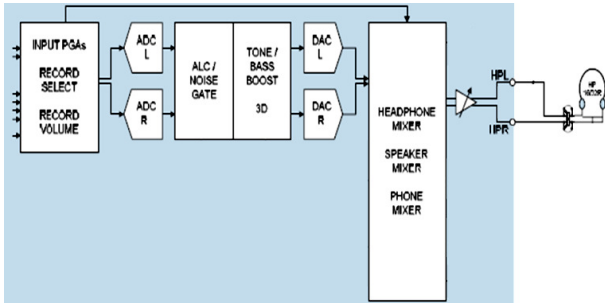 INPUT PGAs
RECORD
SELECT
RECORD
VOLUME
ADC
L
ADC
R
ALC /
NOISE
GATE
TONE /
BASS
BOOST
3D
DAC
L
DAC
R
HEADPHONE
MIXER
SPEAKER
MIXER
PHONE
MIXER
HPL
HPR
HP